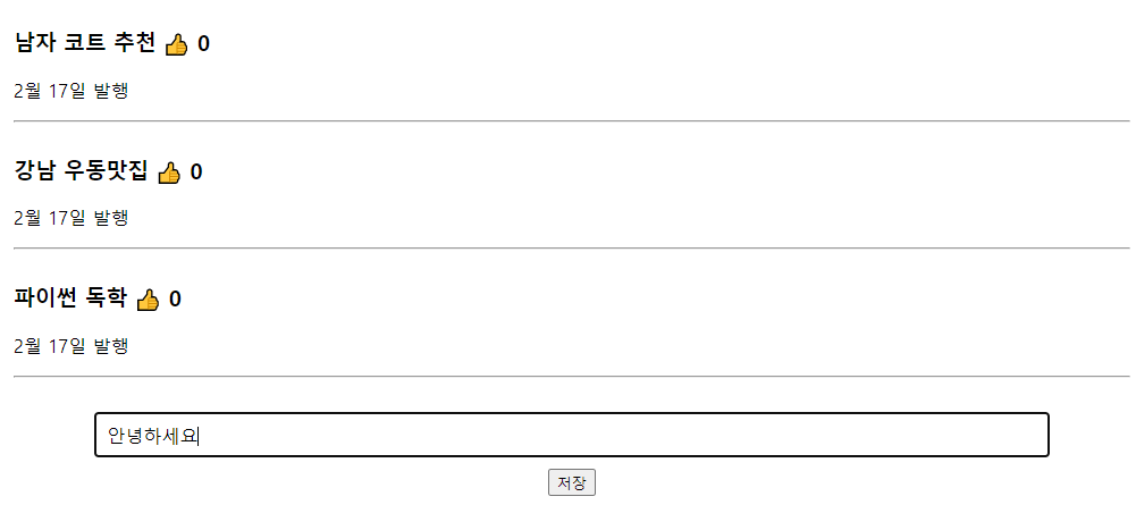 남자 코트 추천 👍 0
2월 17일 발행
강남 우동맛집 👍 0
2월 17일 발행
파이썬 독학 👍 0
2월 17일 발행
안녕하세요
저장